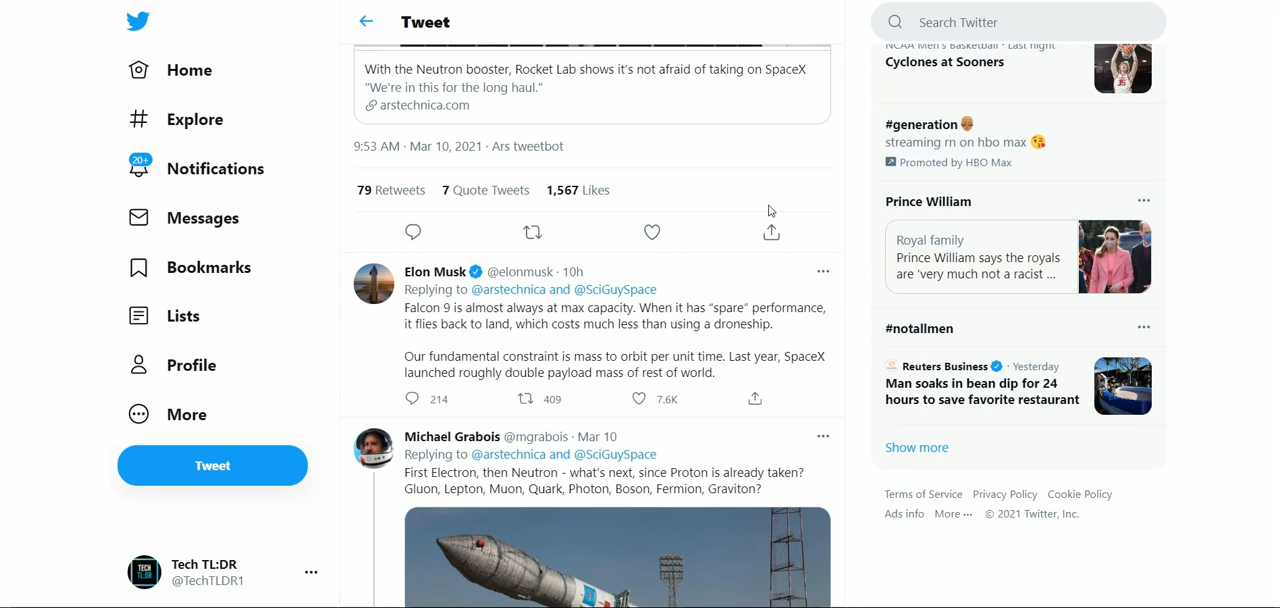 Home
Explore
20+
Notifications
Messages
Bookmarks
Lists
Profile
More
Tweet
TECH
TL;DR
Tech TL:DR
@TechTLDR1
Tweet
With the Neutron booster, Rocket Lab shows it's not afraid of taking on SpaceX
"We're in this for the long haul."
arstechnica.com
9:53 AM · Mar 10, 2021 · Ars tweetbot
79 Retweets 7 Quote Tweets 1,567 Likes
Elon Musk @elonmusk · 10h
Replying to @arstechnica and @SciGuySpace
Falcon 9 is almost always at max capacity. When it has "spare" performance,
it flies back to land, which costs much less than using a droneship.
Our fundamental constraint is mass to orbit per unit time. Last year, SpaceX
launched roughly double payload mass of rest of world.
214 409 7.6K
Michael Grabois @mgrabois · Mar 10
Replying to @arstechnica and @SciGuySpace
First Electron, then Neutron - what's next, since Proton is already taken?
Gluon, Lepton, Muon, Quark, Photon, Boson, Fermion, Graviton?
Search Twitter
NCAA Men's Basketball · Last night
Cyclones at Sooners
#generation
streaming rn on hbo max
Promoted by HBO Max
Prince William
Royal family
Prince William says the royals
are 'very much not a racist ...
#notallmen
Reuters Business · Yesterday
Man soaks in bean dip for 24
hours to save favorite restaurant
Show more
Terms of Service Privacy Policy Cookie Policy
Ads info More ··· © 2021 Twitter, Inc.